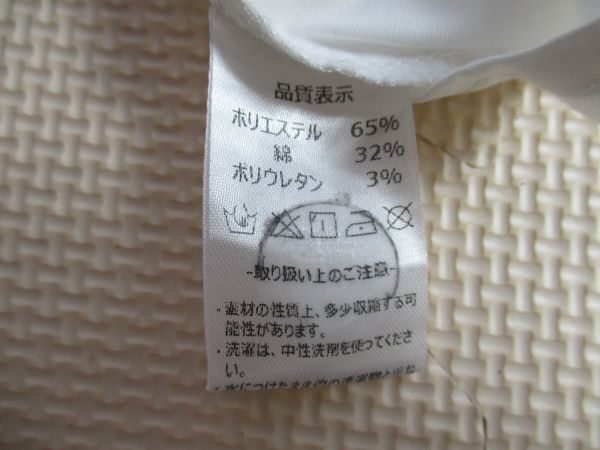 品質表示
ポリエステル 65%
綿 32%
ポリウレタン 3%
-取り扱い上のご注意-
・素材の性質上、多少収縮する可
能性があります。
・洗濯は、中性洗剤を使ってくださ
い。